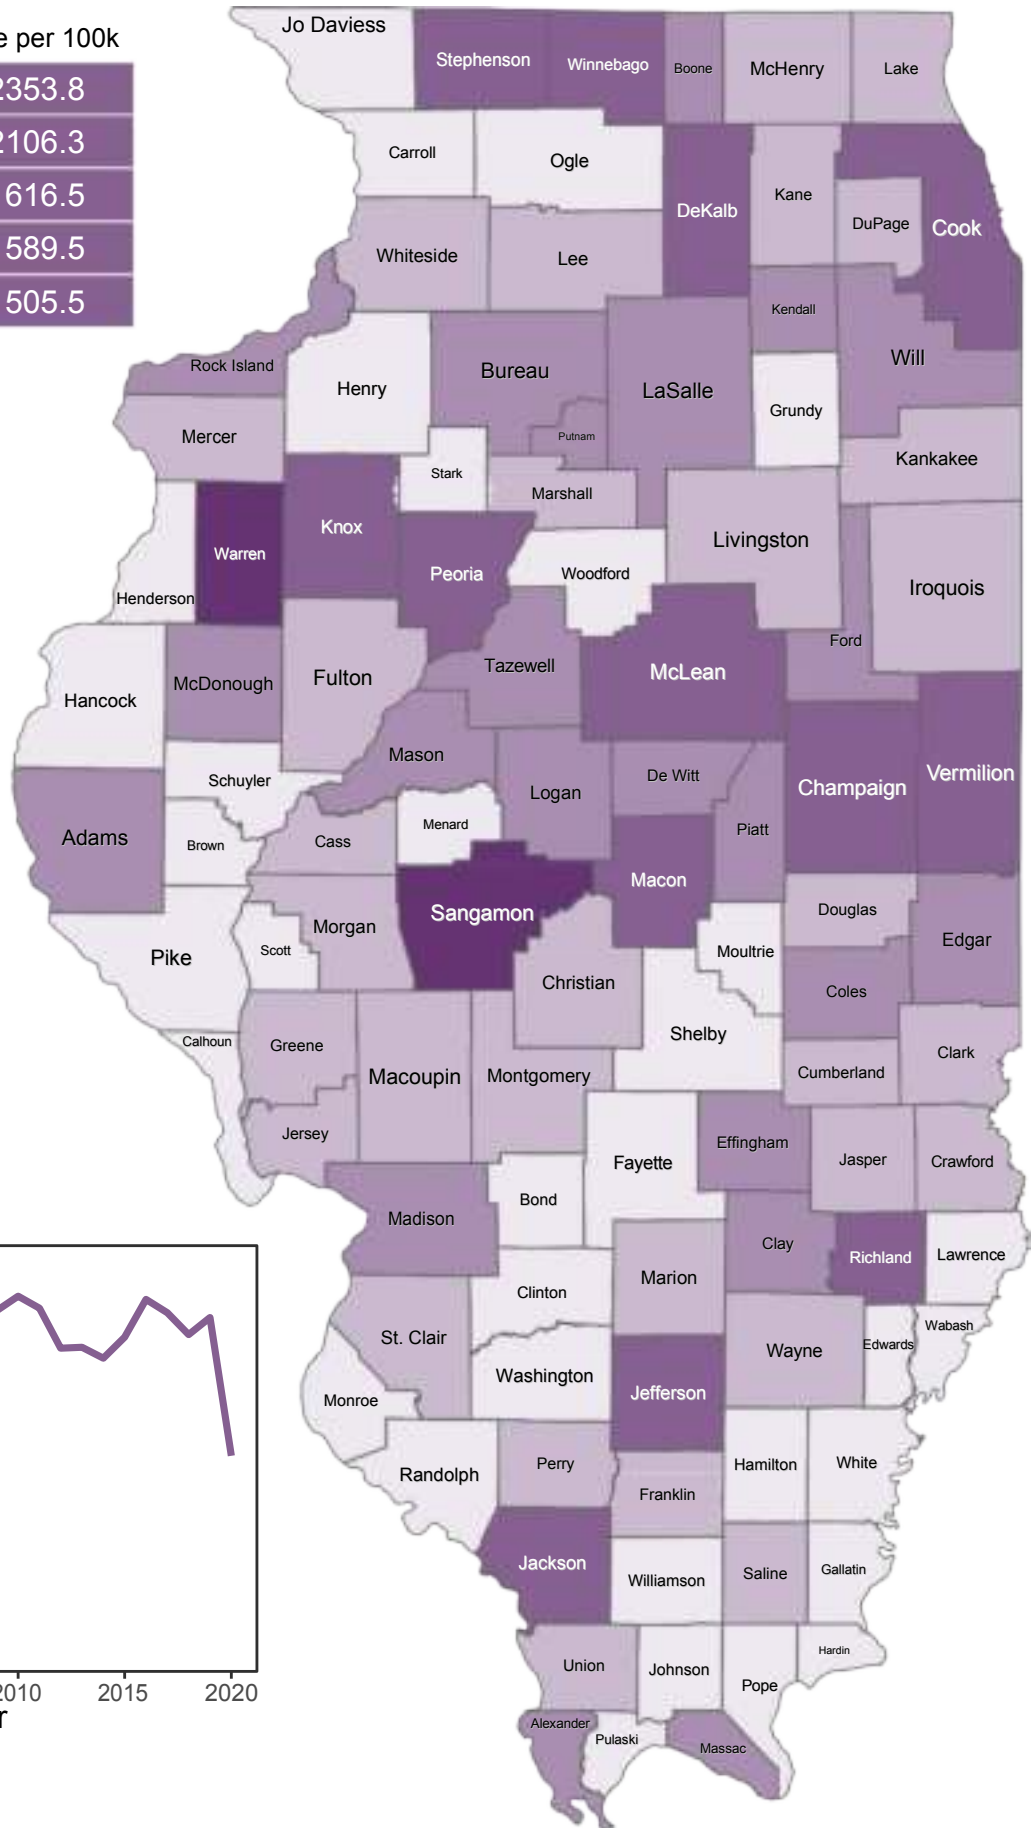 e per 100k
2353.8
2106.3
616.5
589.5
505.5
Jo Daviess
Stephenson
Winnebago
Boone
McHenry
Lake
Carroll
Ogle
DeKalb
Kane
DuPage
Cook
Whiteside
Lee
Kendall
Rock Island
Henry
Bureau
LaSalle
Will
Grundy
Putnam
Mercer
Stark
Kankakee
Marshall
Knox
Warren
Livingston
Peoria
Woodford
Iroquois
Henderson
Ford
Tazewell
McLean
Fulton
McDonough
Hancock
Mason
De Witt
Vermilion
Schuyler
Logan
Champaign
Menard
Piatt
Adams
Cass
Brown
Macon
Douglas
Sangamon
Morgan
Edgar
Scott
Moultrie
Pike
Christian
Coles
Shelby
Calhoun
Greene
Clark
Cumberland
Macoupin
Montgomery
Jersey
Effingham
Fayette
Jasper
Crawford
Bond
Madison
Clay
Richland
Lawrence
Marion
Clinton
Wabash
St. Clair
Edwards
Wayne
Washington
Jefferson
Monroe
Perry
Hamilton
White
Randolph
Franklin
Jackson
Williamson
Saline
Gallatin
Hardin
Union
Johnson
Pope
Alexander
Pulaski
Massac
2010
2015
2020
r